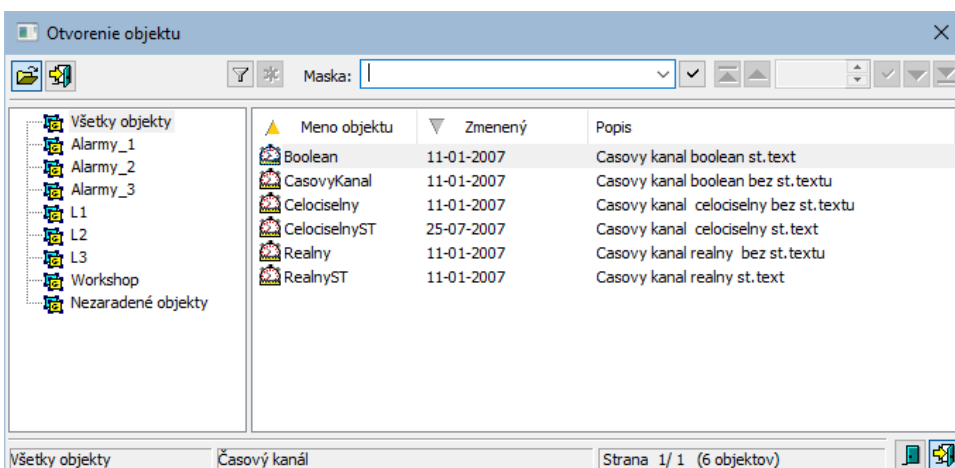 Otvorenie objektu
Maska:
Všetky objekty
Alarmy_1
Alarmy_2
Alarmy_3
L1
L2
L3
Workshop
Nezaradené objekty
Meno objektu Zmenený Popis
Boolean 11-01-2007 Casovy kanal boolean st.text
CasovyKanal 11-01-2007 Casovy kanal boolean bez st.textu
Celociselny 11-01-2007 Casovy kanal  celociselny bez st.textu
CelociselnyST 25-07-2007 Casovy kanal  celociselny st.text
Realny 11-01-2007 Casovy kanal realny  bez st.textu
RealnyST 11-01-2007 Casovy kanal realny st.text
Všetky objekty Časový kanál Strana  1/ 1  (6 objektov)